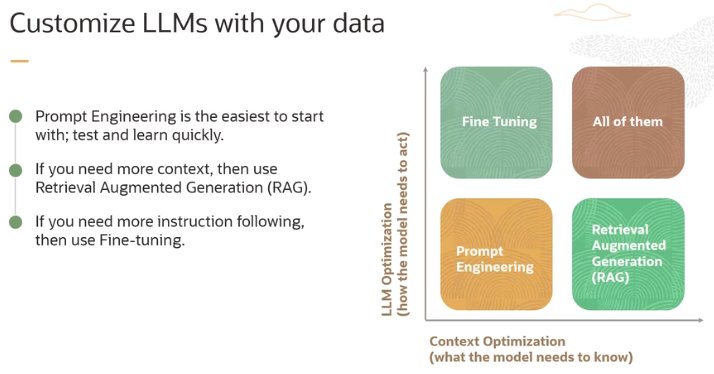 Customize LLMs with your data
Prompt Engineering is the easiest to start
with; test and learn quickly.
If you need more context, then use
Retrieval Augmented Generation (RAG).
If you need more instruction following,
then use Fine-tuning.
LLM Optimization
(how the model needs to act)
Fine Tuning
All of them
Prompt
Engineering
Retrieval
Augmented
Generation
(RAG)
Context Optimization
(what the model needs to know)